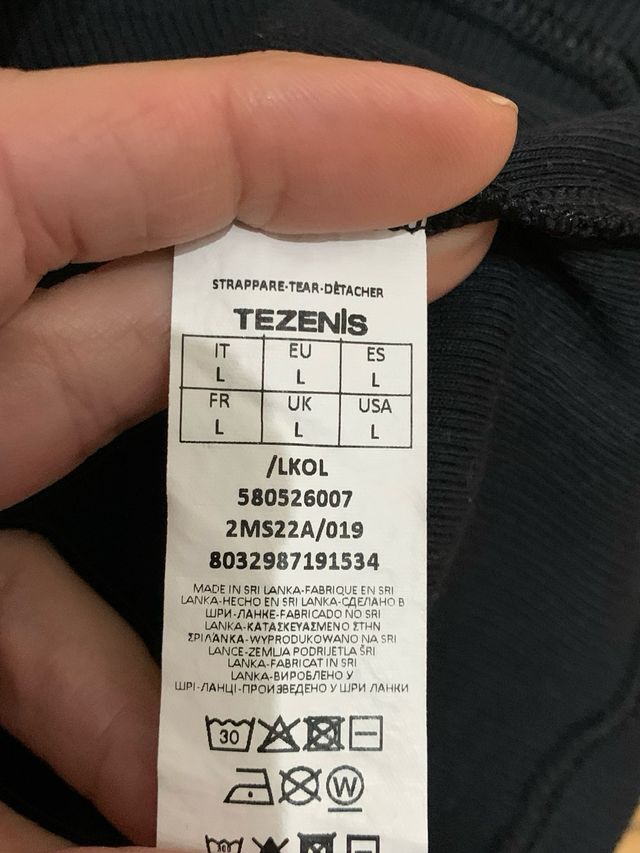 STRAPPARE-TEAR-DÉTACHER
TEZENIS
IT EU ES
L L L
FR UK USA
L L L
/LKOL
580526007
2MS22A/019
8032987191534
MADE IN SRI LANKA-FABRIQUE EN SRI
LANKA-HECHO EN SRI LANKA-СДЕЛАНО В
ШРИ-ЛАНКЕ-FABRICADO NO SRI
LANKA-ΚΑΤΑΣΚΕΥΑΣΜΕΝΟ ΣΤΗΝ
ΣΡΙ ΛΑΝΚΑ-WYPRODUKOWANO NA SRI
LANCE-ZEMLJA PODRIJETLA ŠRI
LANKA-FABRICAT IN SRI
LANKA-ВИРОБЛЕНО У
ШРІ-ЛАНЦІ-ПРОИЗВЕДЕНО У ШРИ ЛАНКИ
30
W